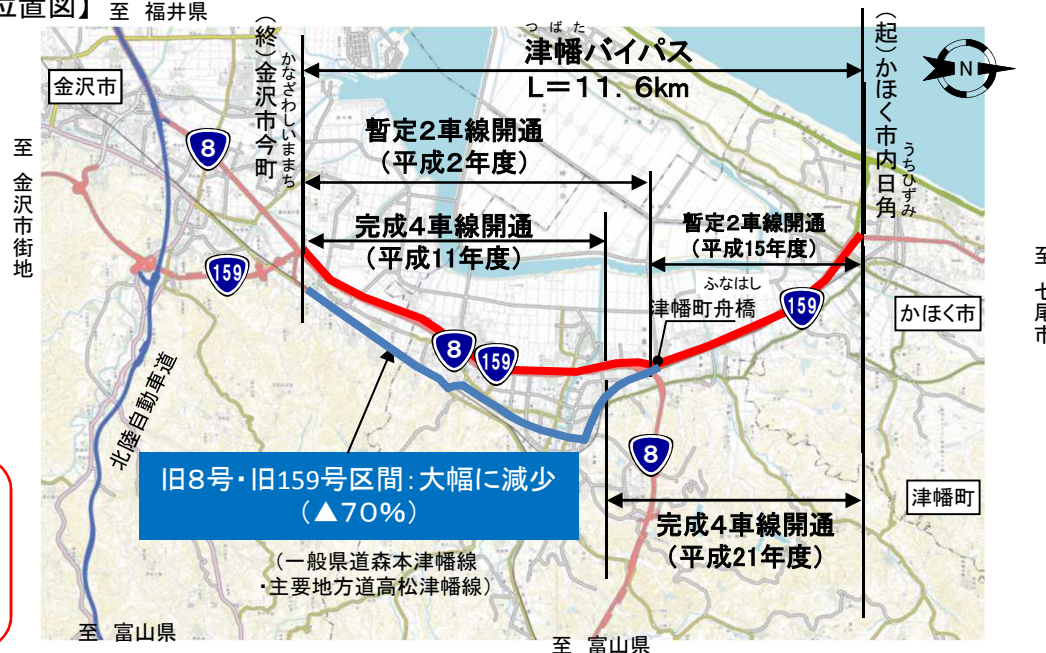 位置図】 至 福井県
(起)かほく市内日角
うちひずみ
(終)金沢市今町
かなざわしいままち
つばた
津幡バイパス
L=11.6km
金沢市
暫定2車線開通
(平成2年度)
8
至 金沢市街地
完成4車線開通
(平成11年度)
暫定2車線開通
(平成15年度)
N
159
ふなはし
津幡町舟橋
159
かほく市
至 七尾市
8
159
北陸自動車道
8
旧8号・旧159号区間:大幅に減少
(▲70%)
津幡町
完成4車線開通
(平成21年度)
(一般県道森本津幡線
・主要地方道高松津幡線)
至 富山県
至 富山県